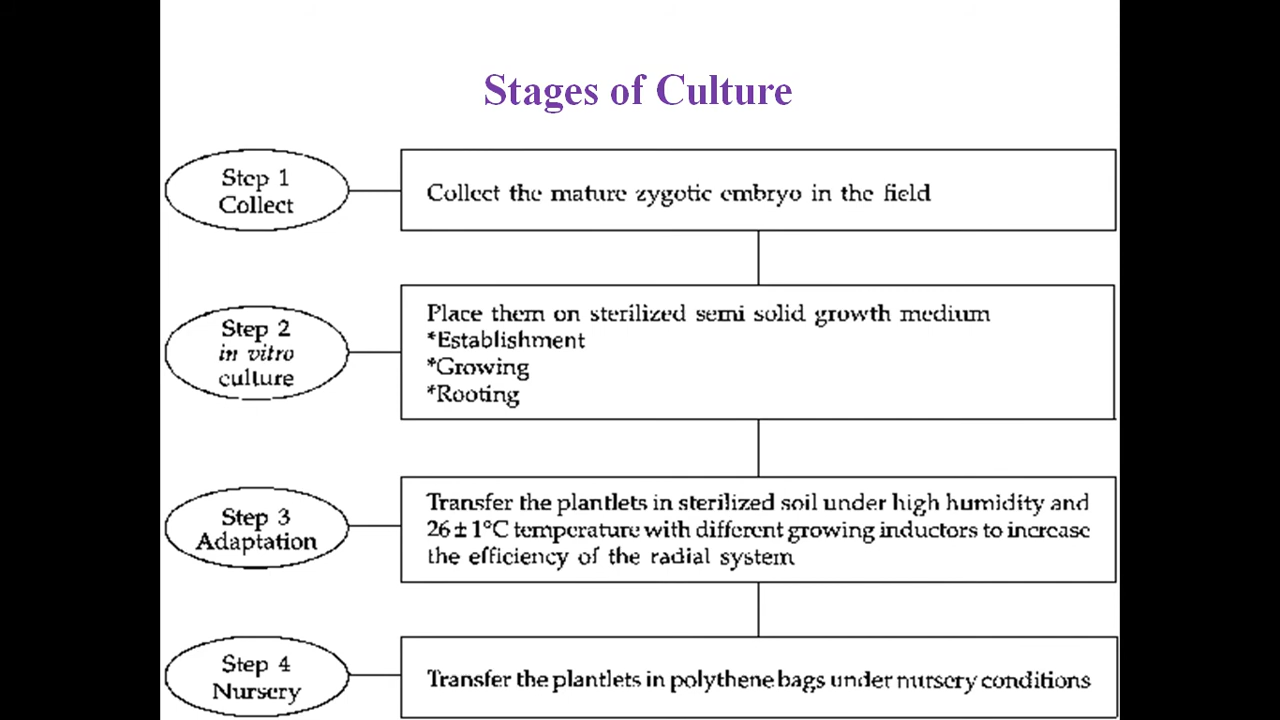 Stages of Culture
Step 1
Collect
Collect the mature zygotic embryo in the field
Step 2
in vitro
culture
Place them on sterilized semi solid growth medium
*Establishment
*Growing
*Rooting
Step 3
Adaptation
Transfer the plantlets in sterilized soil under high humidity and
26 ± 1°C temperature with different growing inductors to increase
the efficiency of the radial system
Step 4
Nursery
Transfer the plantlets in polythene bags under nursery conditions